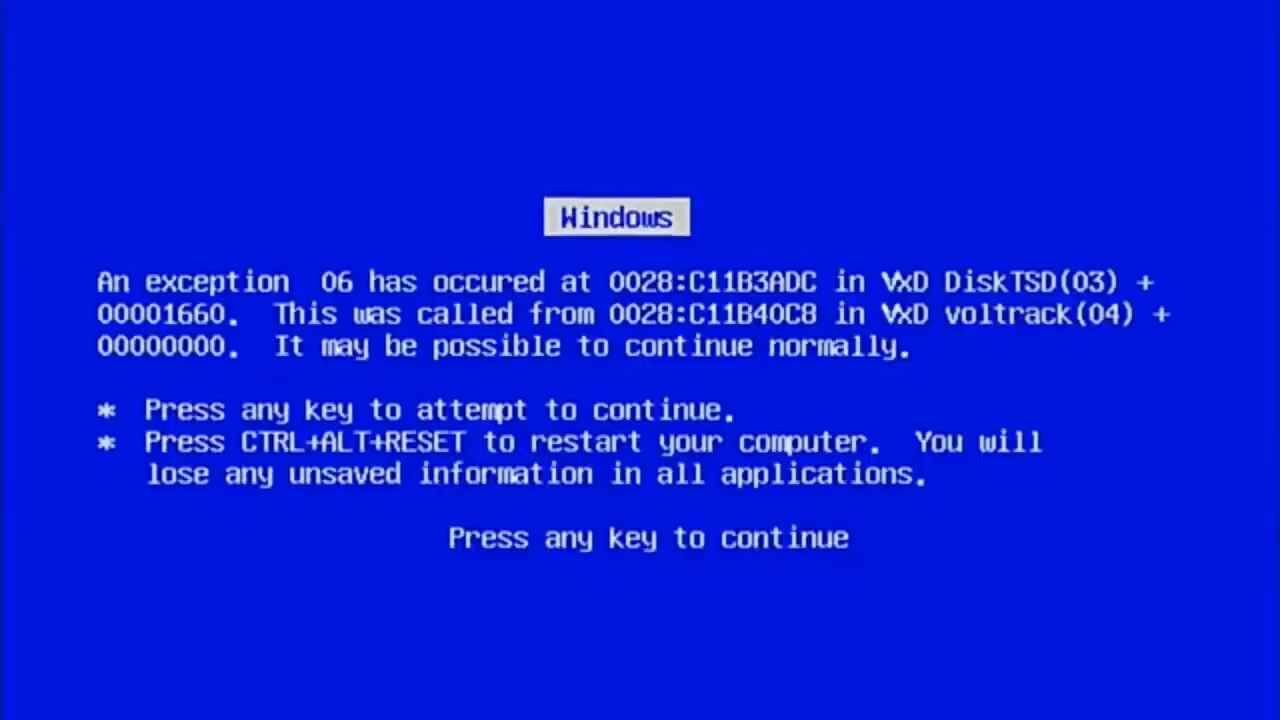 Windows
An exception  06 has occured at 0028:C11B3ADC in VxD DiskTSD(03) +
00001660.  This was called from 0028:C11B40C8 in VxD voltrack(04) +
00000000.  It may be possible to continue normally.
*  Press any key to attempt to continue.
*  Press CTRL+ALT+RESET to restart your computer.  You will
lose any unsaved information in all applications.
Press any key to continue